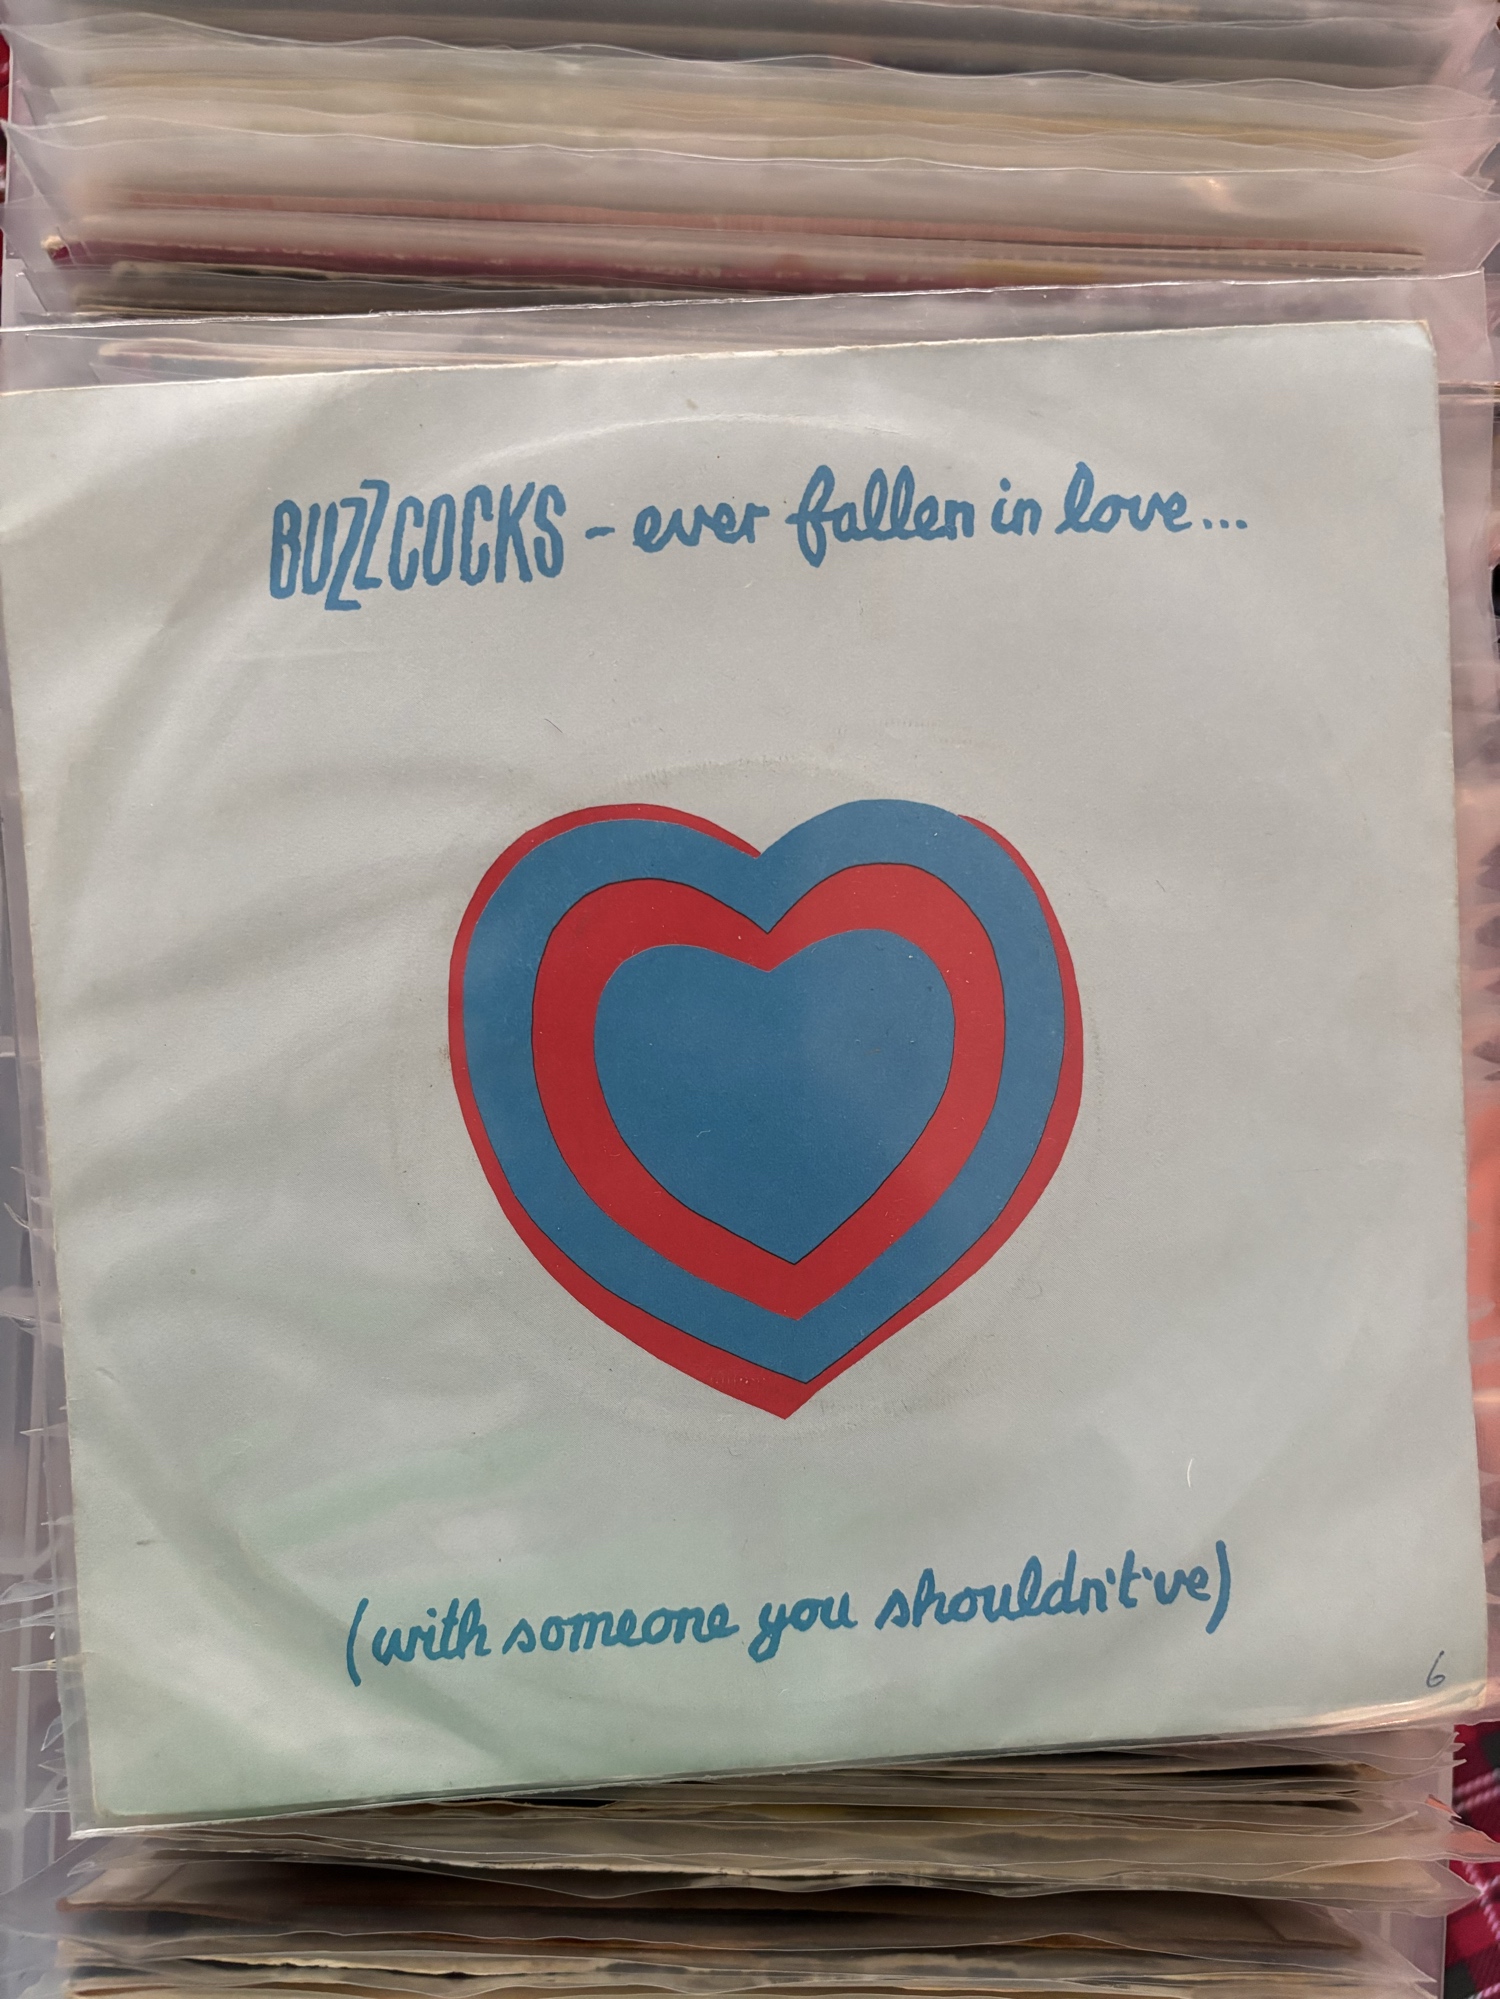 BUZZCOCKS - ever fallen in love...
(with someone you shouldn't've)
6